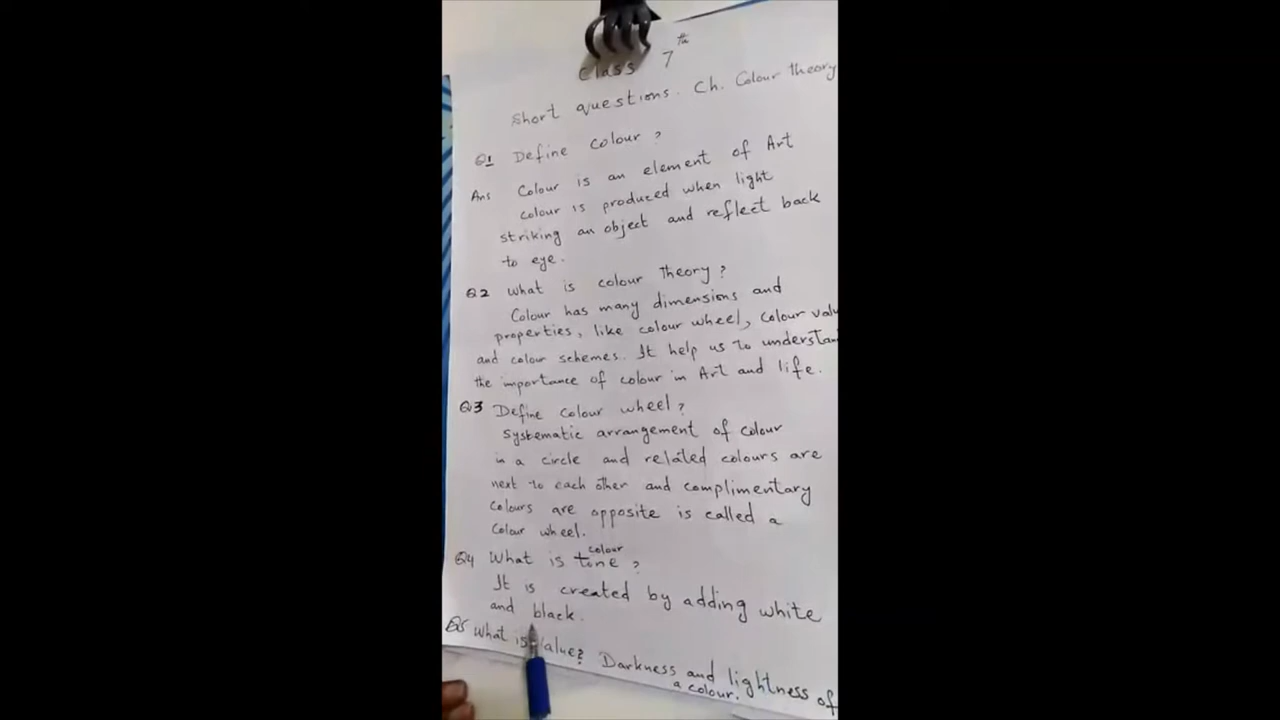 Class 7th
Short questions. Ch. Colour theory
Q1 Define colour?
Ans Colour is an element of Art
colour is produced when light
striking an object and reflect back
to eye.
Q2 What is colour theory?
Colour has many dimensions and
properties, like colour wheel, colour valu
and colour schemes. It help us to understan
the importance of colour in Art and life.
Q3 Define colour wheel?
Systematic arrangement of colour
in a circle and related colours are
next to each other and complimentary
colours are opposite is called a
colour wheel.
Q4 What is colour tone?
It is created by adding white
and black.
Q5 What is value? Darkness and lightness of
a colour.